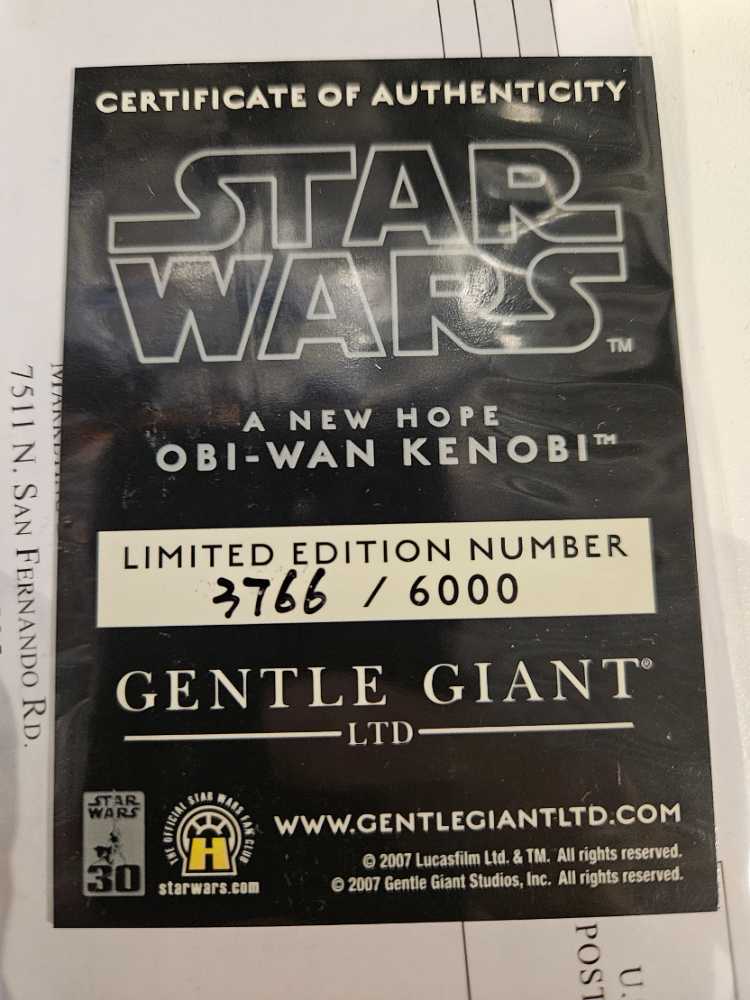 CERTIFICATE OF AUTHENTICITY
STAR
WARS™
A NEW HOPE
OBI-WAN KENOBI™
LIMITED EDITION NUMBER
3766 / 6000
GENTLE GIANT®
LTD
STAR
WARS
30
THE OFFICIAL STAR WARS FAN CLUB
H
starwars.com
WWW.GENTLEGIANTLTD.COM
© 2007 Lucasfilm Ltd. & TM. All rights reserved.
© 2007 Gentle Giant Studios, Inc. All rights reserved.
7511 N. SAN FERNANDO RD.
U.
POST